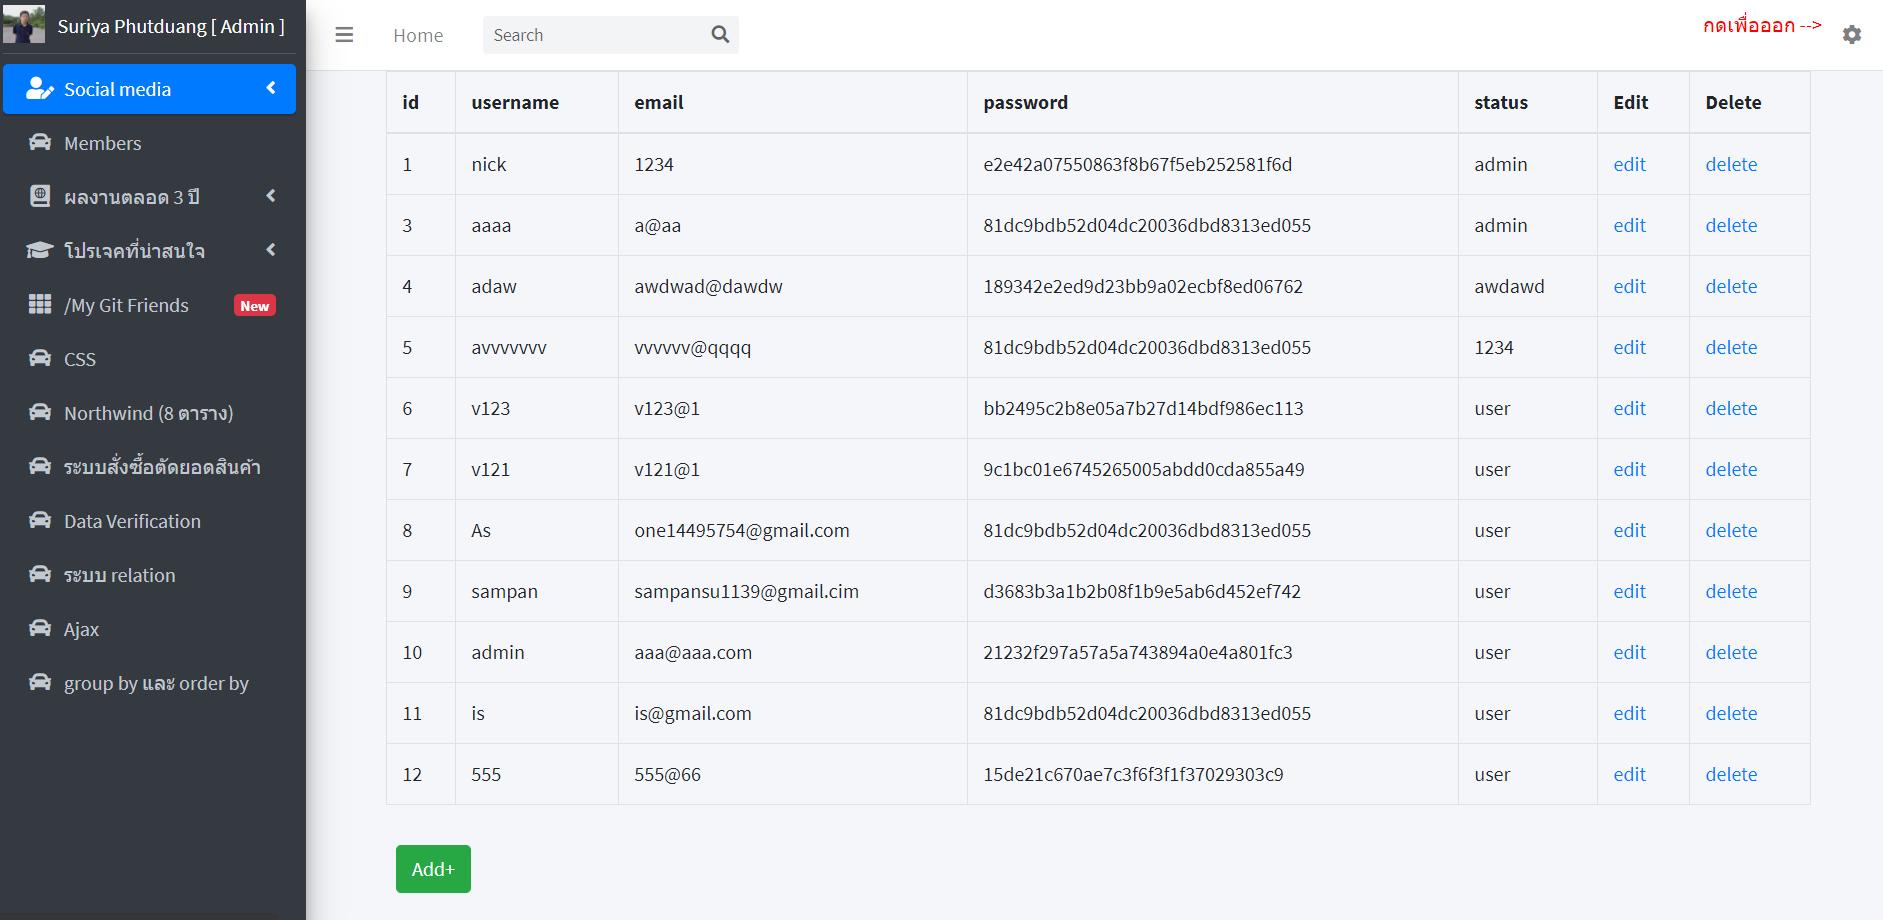 Suriya Phutduang [ Admin ]
Social media
Members
ผลงานตลอด 3 ปี
โปรเจคที่น่าสนใจ
/My Git Friends New
CSS
Northwind (8 ตาราง)
ระบบสั่งซื้อตัดยอดสินค้า
Data Verification
ระบบ relation
Ajax
group by และ order by
Home Search กดเพื่อออก -->
id username email password status Edit Delete
1 nick 1234 e2e42a07550863f8b67f5eb252581f6d admin edit delete
3 aaaa a@aa 81dc9bdb52d04dc20036dbd8313ed055 admin edit delete
4 adaw awdwad@dawdw 189342e2ed9d23bb9a02ecbf8ed06762 awdawd edit delete
5 avvvvvvv vvvvvv@qqqq 81dc9bdb52d04dc20036dbd8313ed055 1234 edit delete
6 v123 v123@1 bb2495c2b8e05a7b27d14bdf986ec113 user edit delete
7 v121 v121@1 9c1bc01e6745265005abdd0cda855a49 user edit delete
8 As one14495754@gmail.com 81dc9bdb52d04dc20036dbd8313ed055 user edit delete
9 sampan sampansu1139@gmail.cim d3683b3a1b2b08f1b9e5ab6d452ef742 user edit delete
10 admin aaa@aaa.com 21232f297a57a5a743894a0e4a801fc3 user edit delete
11 is is@gmail.com 81dc9bdb52d04dc20036dbd8313ed055 user edit delete
12 555 555@66 15de21c670ae7c3f6f3f1f37029303c9 user edit delete
Add+